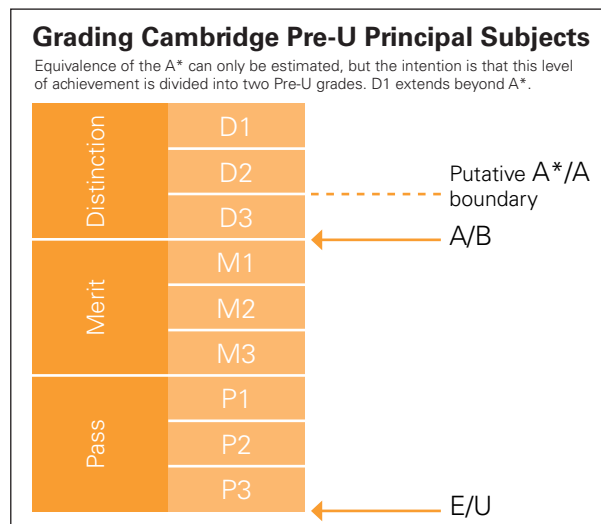 Grading Cambridge Pre-U Principal Subjects
Equivalence of the A* can only be estimated, but the intention is that this level
of achievement is divided into two Pre-U grades. D1 extends beyond A*.
Distinction
D1
D2
D3
Putative A*/A
boundary
A/B
Merit
M1
M2
M3
Pass
P1
P2
P3
E/U